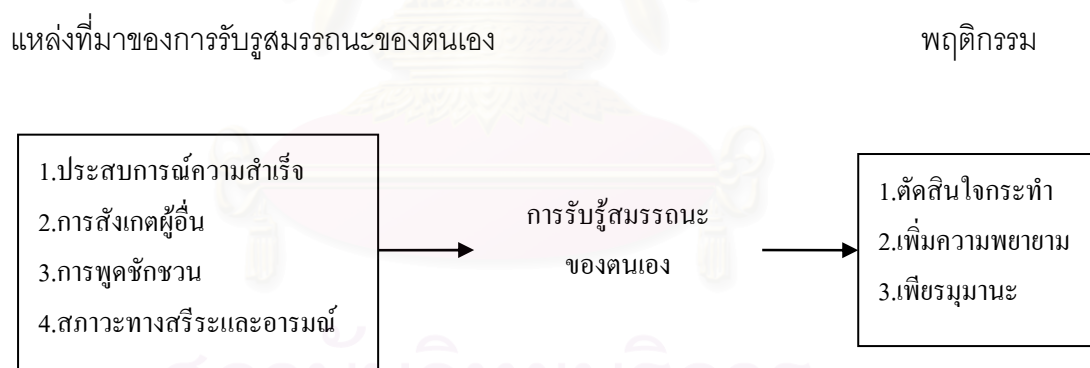 แหล่งที่มาของการรับรู้สมรรถนะของตนเอง
พฤติกรรม
1.ประสบการณ์ความสำเร็จ
2.การสังเกตผู้อื่น
3.การพูดชักชวน
4.สภาวะทางสรีระและอารมณ์
การรับรู้สมรรถนะ
ของตนเอง
1.ตัดสินใจกระทำ
2.เพิ่มความพยายาม
3.เพียรมุมานะ